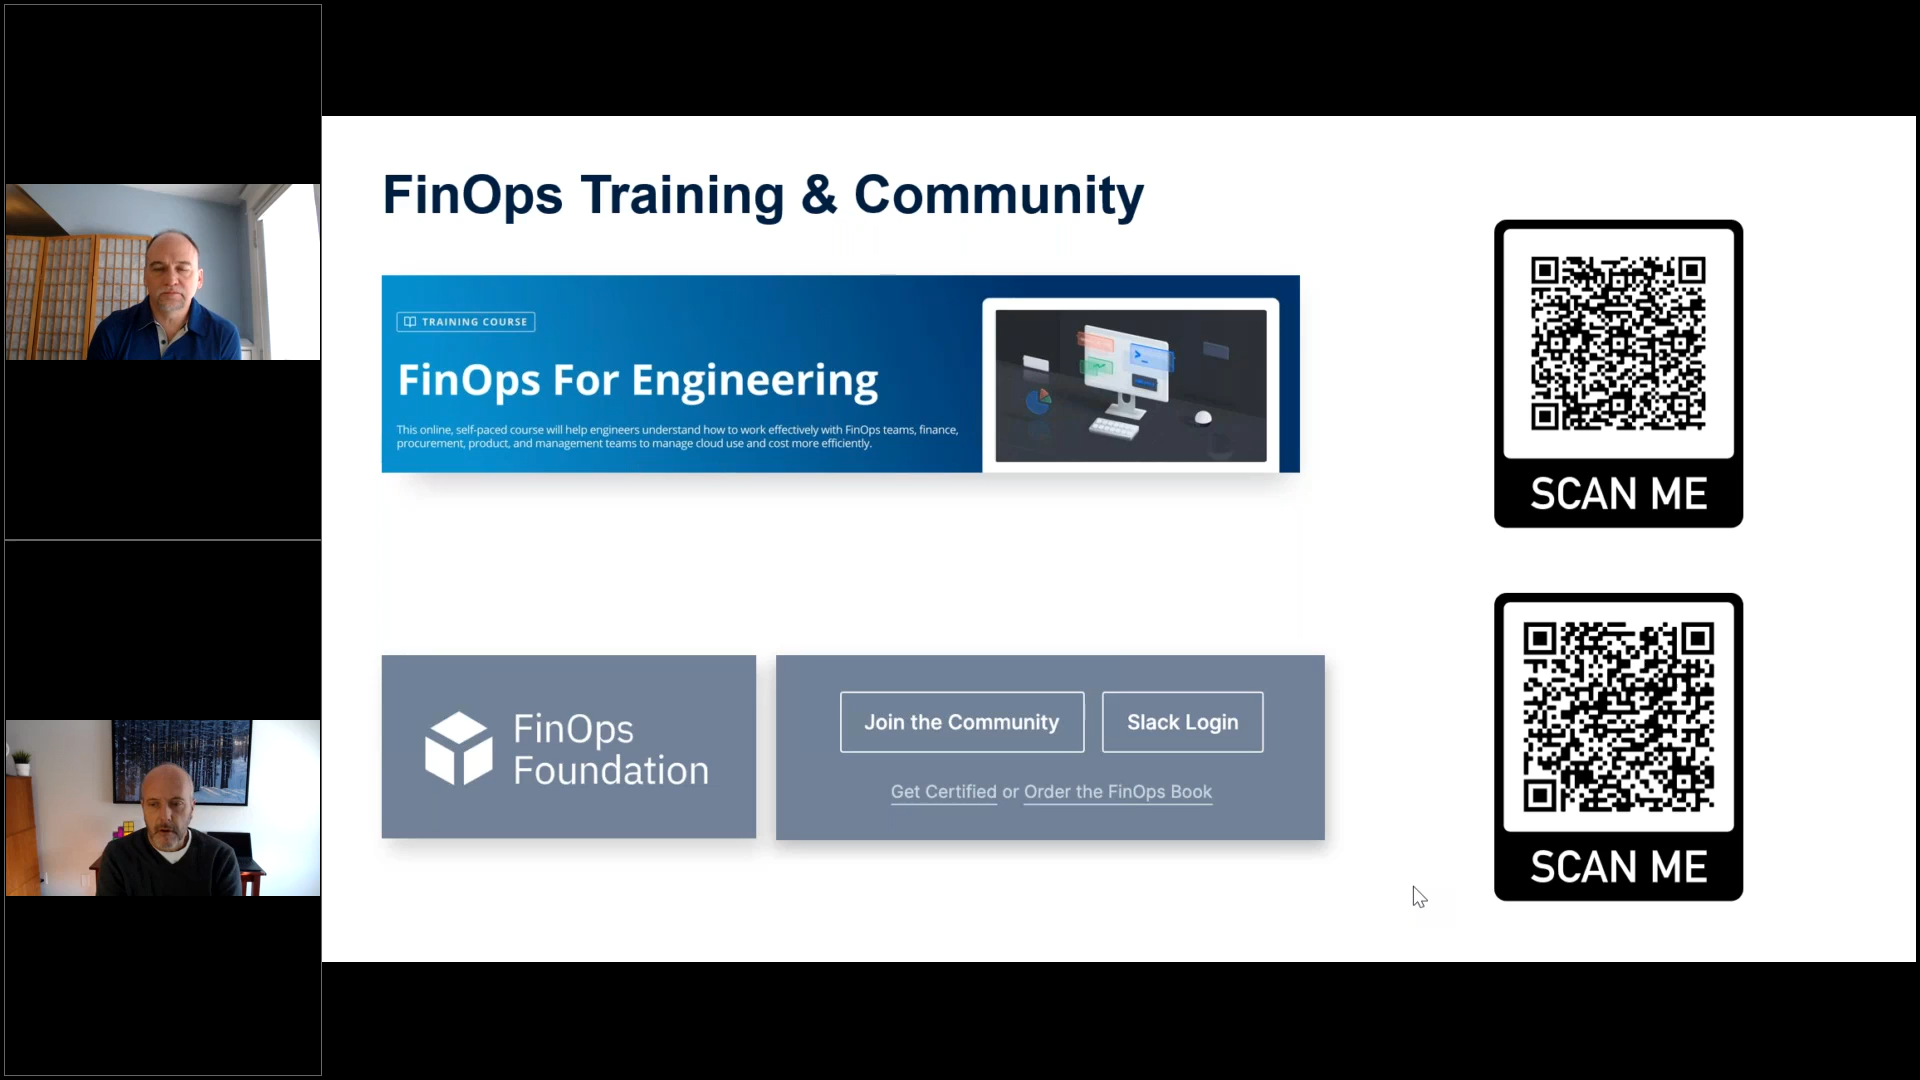 FinOps Training & Community
TRAINING COURSE
FinOps For Engineering
This online, self-paced course will help engineers understand how to work effectively with FinOps teams, finance,
procurement, product, and management teams to manage cloud use and cost more efficiently.
SCAN ME
FinOps
Foundation
Join the Community
Slack Login
Get Certified or Order the FinOps Book
SCAN ME